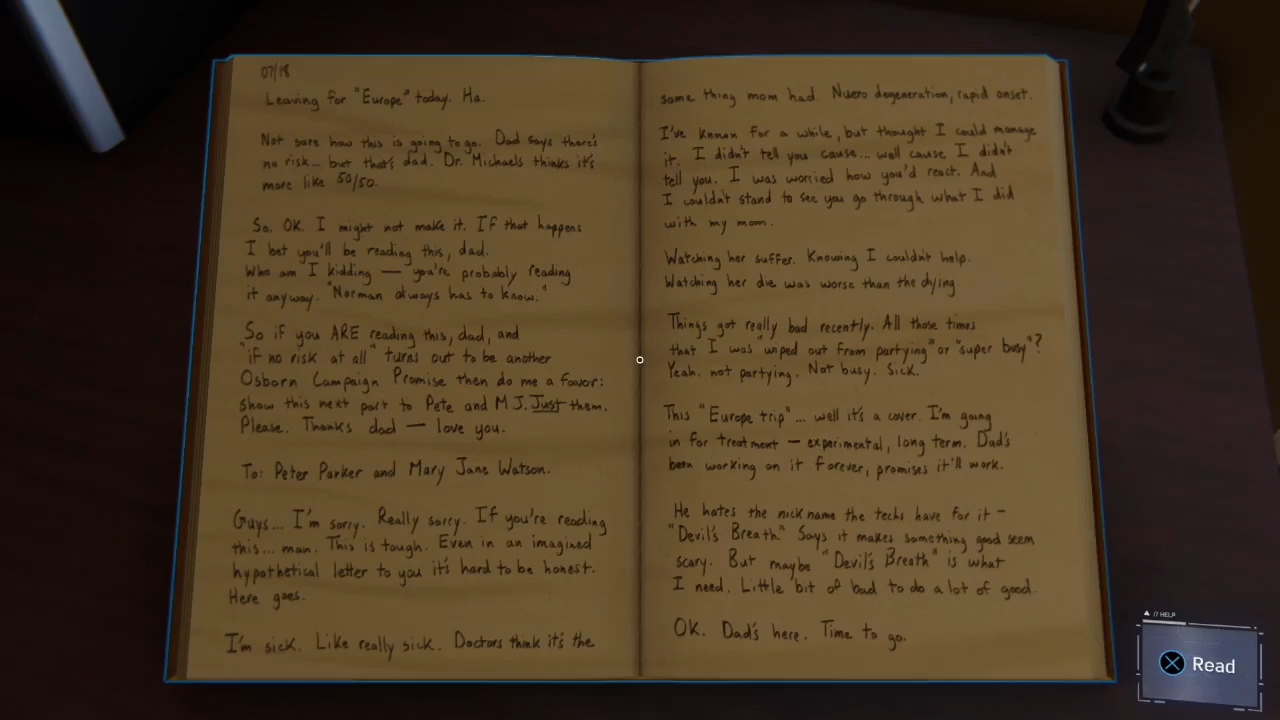 07/18
Leaving for "Europe" today. Ha.
Not sure how this is going to go. Dad says there's
no risk... but that's dad. Dr. Michaels thinks it's
more like 50/50.
So. OK. I might not make it. If that happens
I bet you'll be reading this, dad.
Who am I kidding — you're probably reading
it anyway. "Norman always has to know."
So if you ARE reading this, dad, and
"if no risk at all" turns out to be another
Osborn Campaign Promise then do me a favor:
show this next part to Pete and MJ. Just them.
Please. Thanks dad — love you.
To: Peter Parker and Mary Jane Watson.
Guys... I'm sorry. Really sorry. If you're reading
this... man. This is tough. Even in an imagined
hypathetical letter to you it's hard to be honest.
Here goes.
I'm sick. Like really sick. Doctors think it's the
same thing mom had. Nuero degeneration, rapid onset.
I've known for a while, but thought I could manage
it. I didn't tell you cause... well cause I didn't
tell you. I was worried how you'd react. And
I couldn't stand to see you go through what I did
with my mom.
Watching her suffer. Knowing I couldn't help.
Watching her die was worse than the dying.
Things got really bad recently. All those times
that I was "wiped out from partying" or "super busy"?
Yeah. not partying. Not busy. Sick.
This "Europe trip"... well it's a cover. I'm going
in for treatment — experimental, long term. Dad's
been working on it forever, promises it'll work.
He hates the nickname the techs have for it —
"Devil's Breath." Says it makes something good seem
scary. But maybe "Devil's Breath" is what
I need. Little bit of bad to do a lot of good.
OK. Dad's here. Time to go.
// HELP
Read